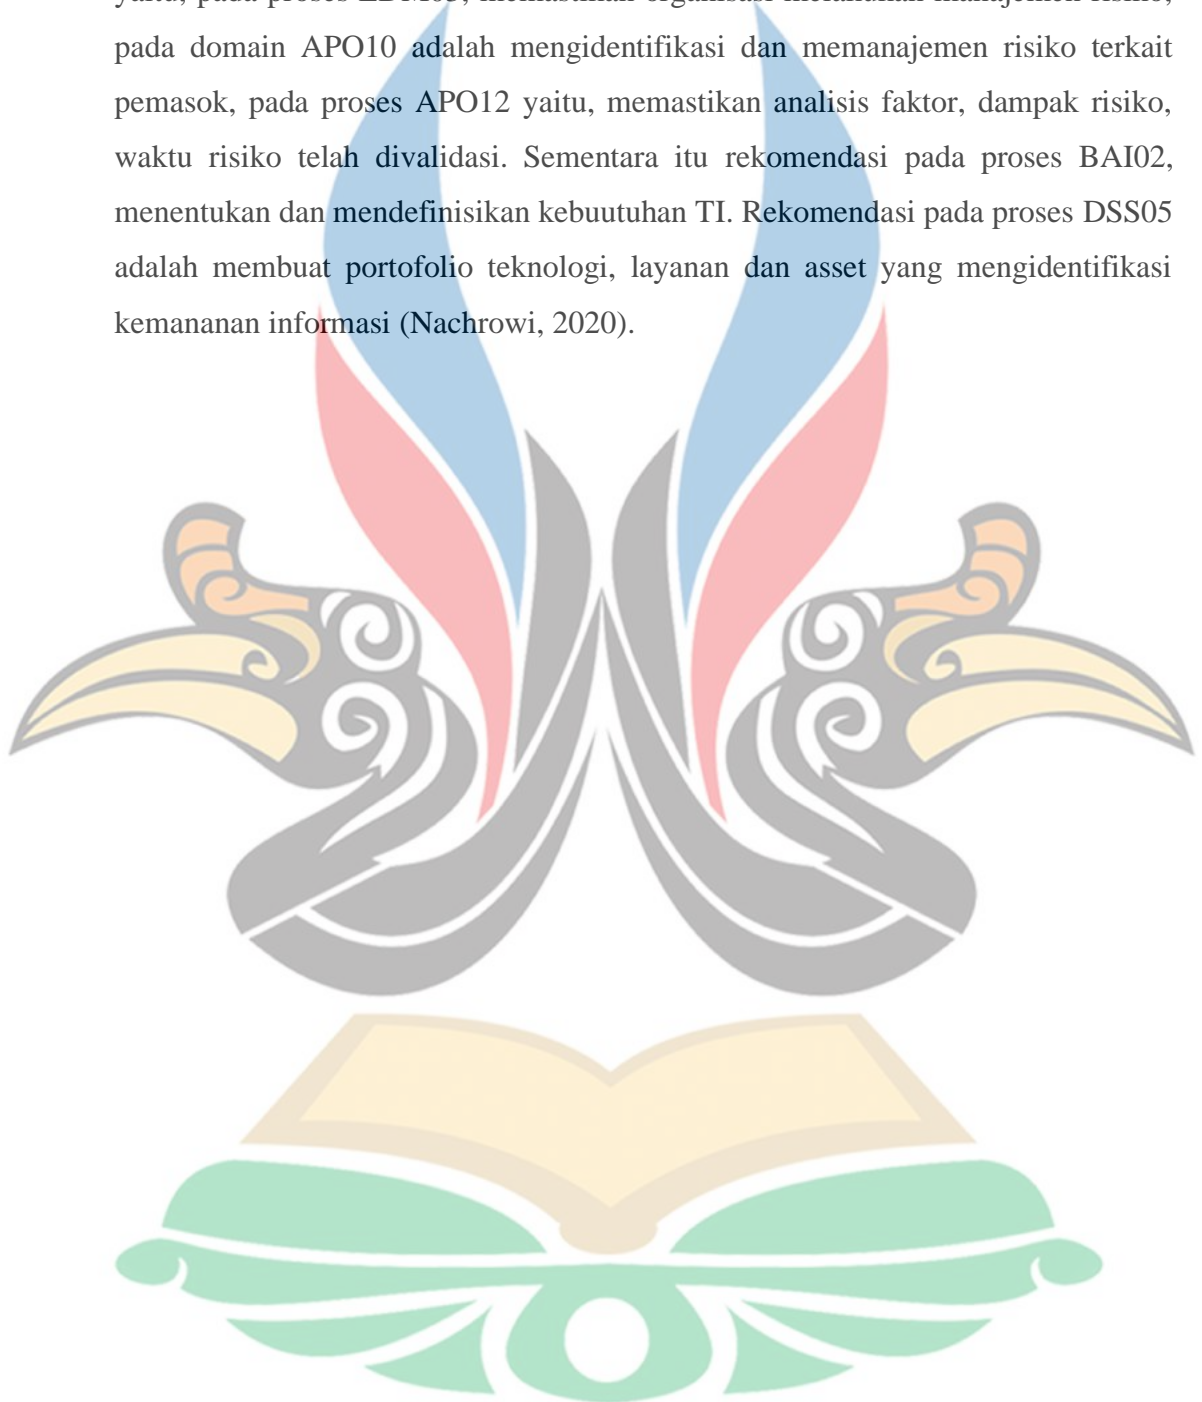 pada domain APO10 adalah mengidentifikasi dan memanajemen risiko terkait
pemasok, pada proses APO12 yaitu, memastikan analisis faktor, dampak risiko,
waktu risiko telah divalidasi. Sementara itu rekomendasi pada proses BAI02,
menentukan dan mendefinisikan kebuutuhan TI. Rekomendasi pada proses DSS05
adalah membuat portofolio teknologi, layanan dan asset yang mengidentifikasi
kemananan informasi (Nachrowi, 2020).